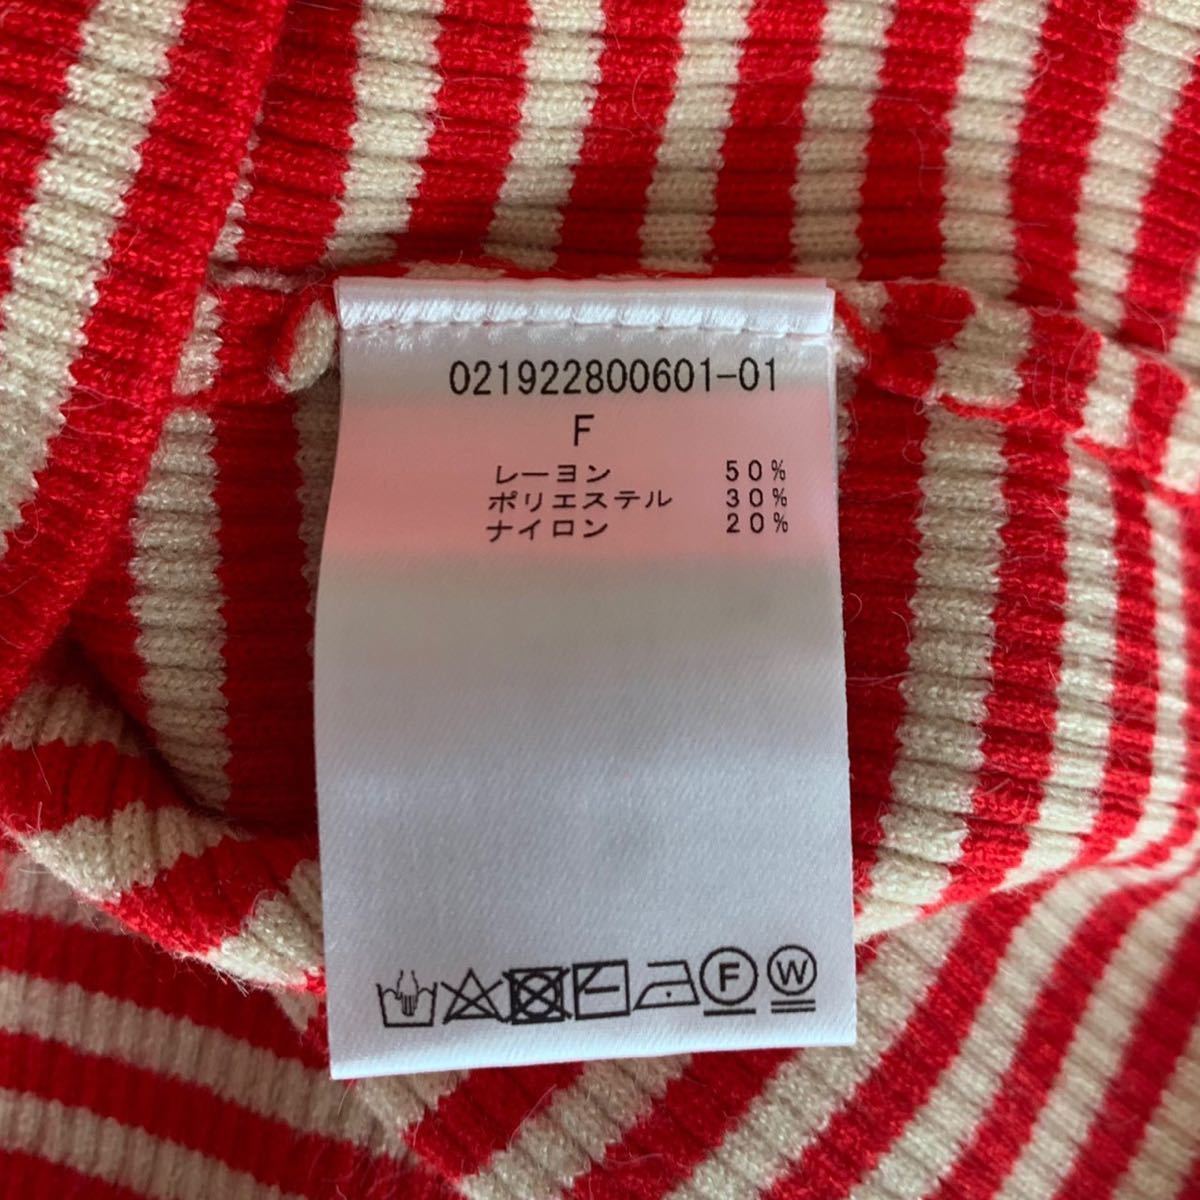 021922800601-01
F
レーヨン 50%
ポリエステル 30%
ナイロン 20%
F W